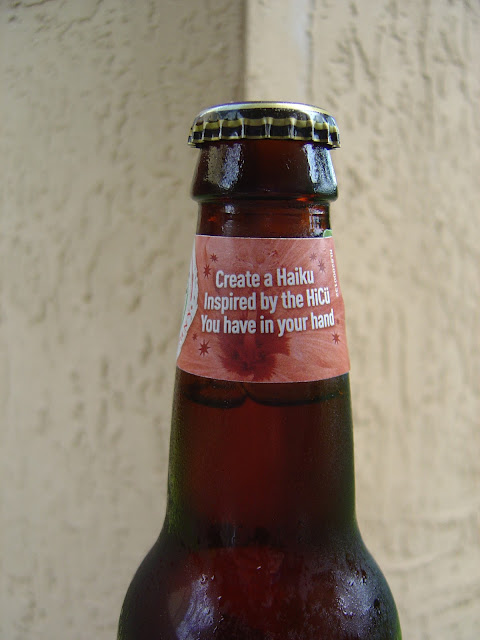 Create a Haiku
Inspired by the HiCü
You have in your hand